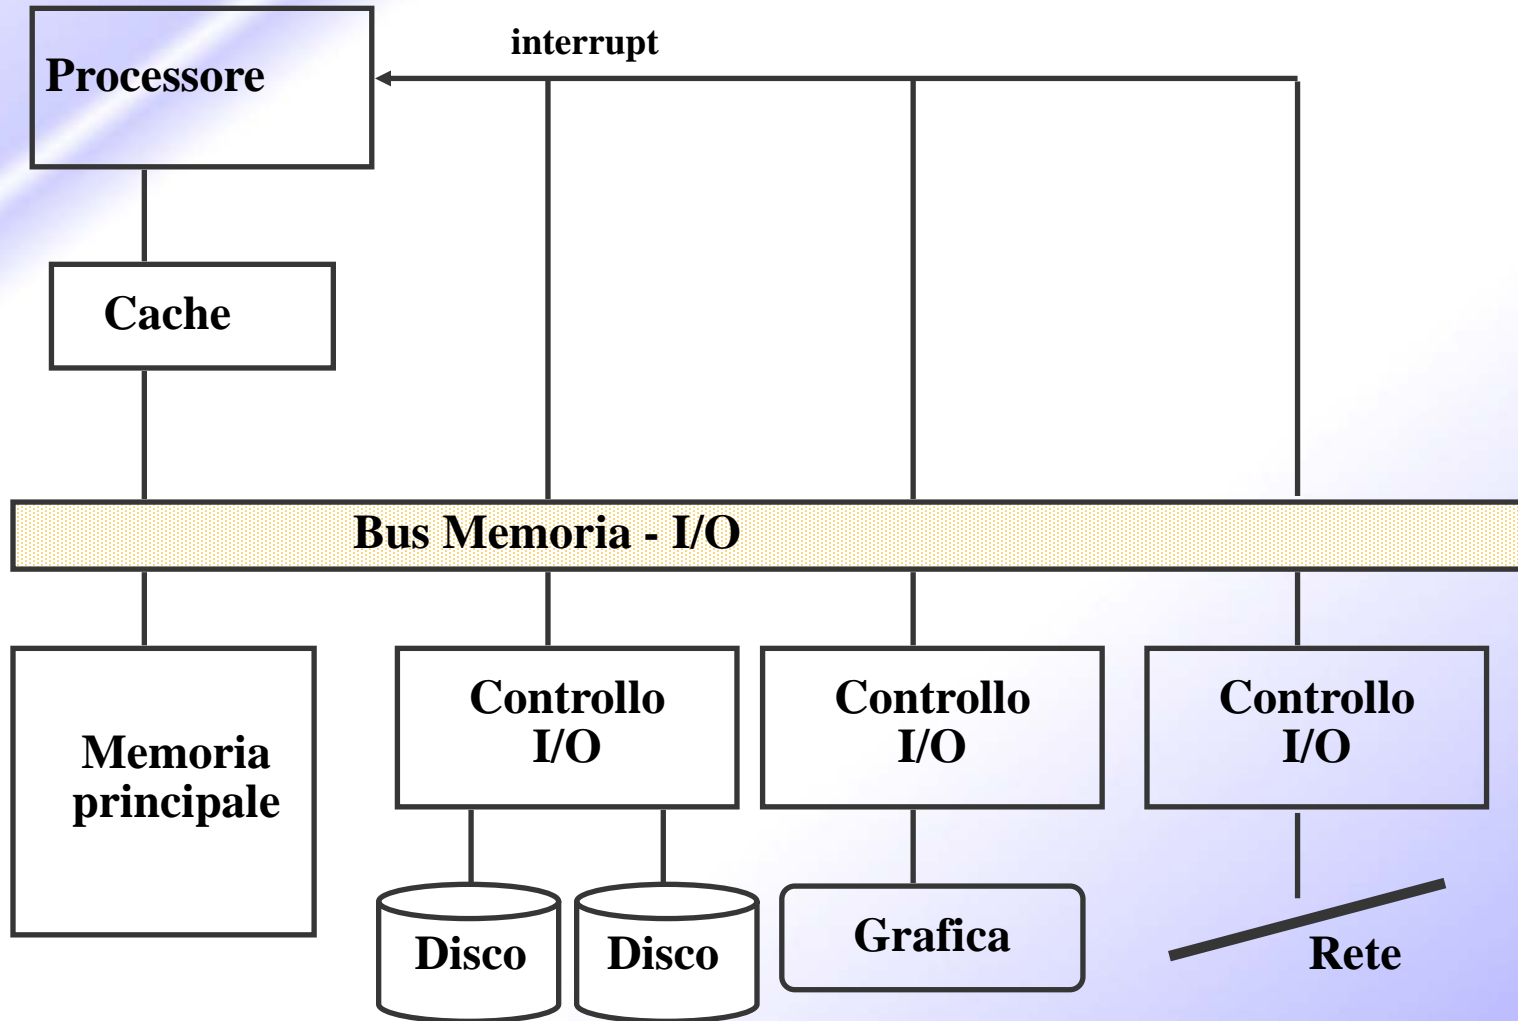 interrupt
Processore
Cache
Bus Memoria - I/O
Memoria
principale
Controllo
I/O
Controllo
I/O
Controllo
I/O
Disco
Disco
Grafica
Rete